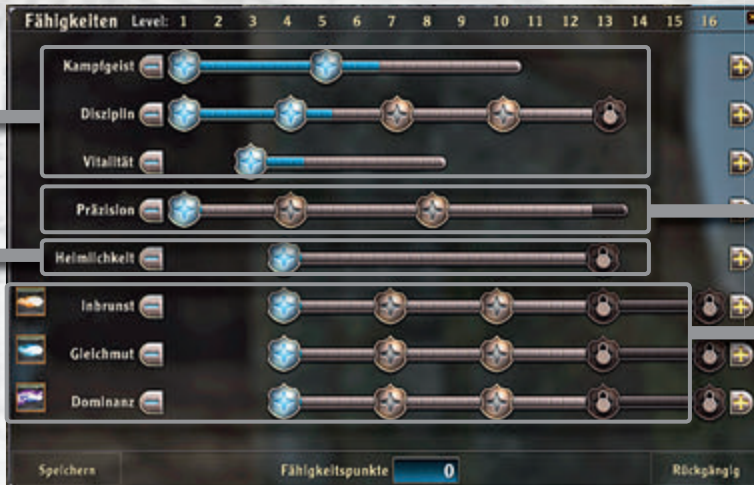 Fähigkeiten Level: 1 2 3 4 5 6 7 8 9 10 11 12 13 14 15 16
Kampfgeist
Disziplin
Vitalität
Präzision
Heimlichkeit
Inbrunst
Gleichmut
Dominanz
Speichern Fähigkeitspunkte 0 Rückgängig